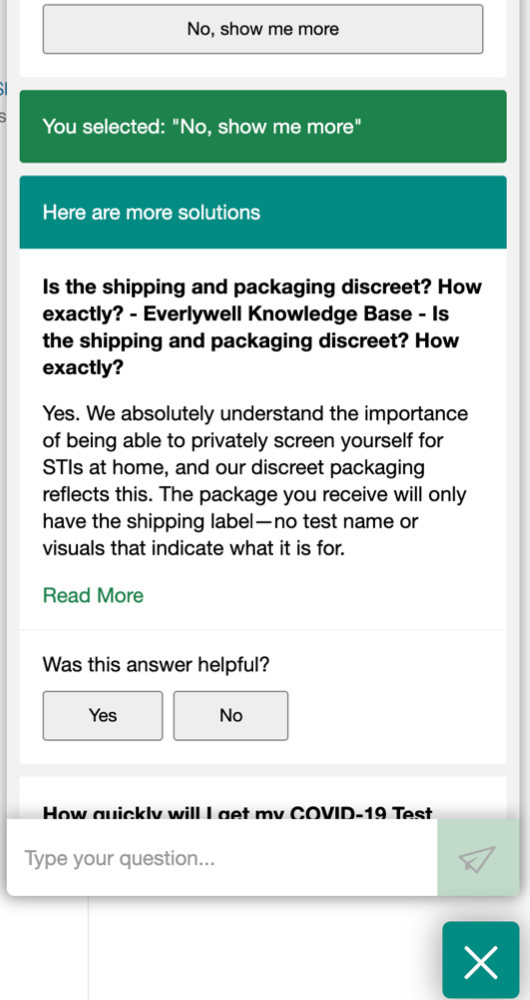 No, show me more
You selected: "No, show me more"
Here are more solutions
Is the shipping and packaging discreet? How
exactly? - Everlywell Knowledge Base - Is
the shipping and packaging discreet? How
exactly?
Yes. We absolutely understand the importance
of being able to privately screen yourself for
STIs at home, and our discreet packaging
reflects this. The package you receive will only
have the shipping label—no test name or
visuals that indicate what it is for.
Read More
Was this answer helpful?
Yes
No
How quickly will I get my COVID-19 Test
Type your question...